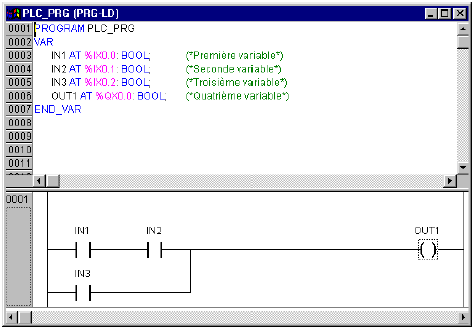 PLC_PRG (PRG-LD)
0001 PROGRAM PLC_PRG
0002 VAR
0003 IN1 AT %IX0.0: BOOL; (*Première variable*)
0004 IN2 AT %IX0.1: BOOL; (*Seconde variable*)
0005 IN3 AT %IX0.2: BOOL; (*Troisième variable*)
0006 OUT1 AT %QX0.0: BOOL; (*Quatrième variable*)
0007 END_VAR
0008
0009
0010
0011
0001
IN1 IN2 OUT1
IN3